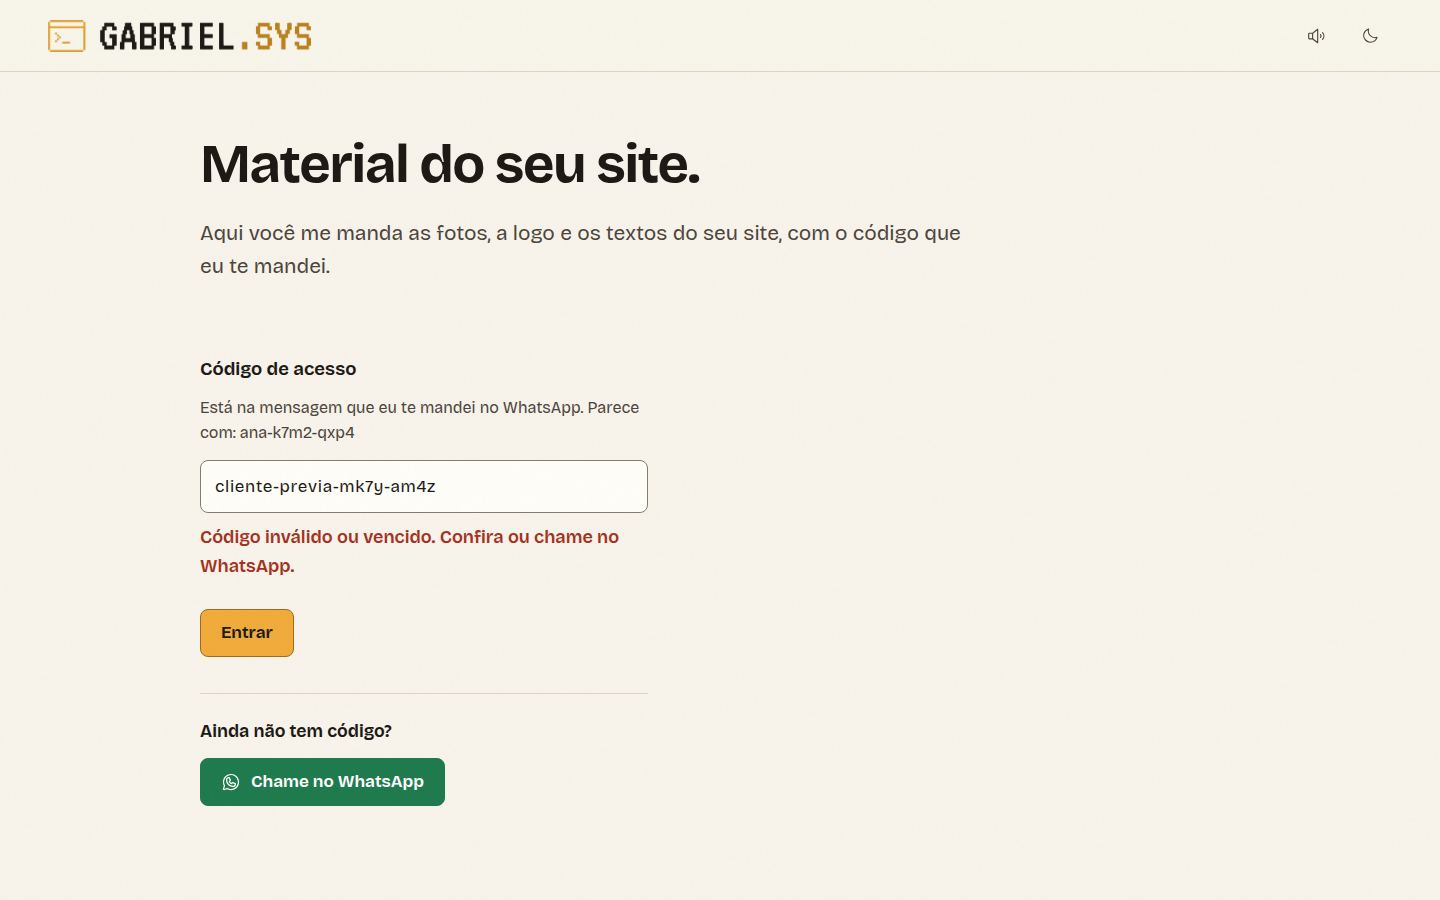 GABRIEL.SYS
Material do seu site.
Aqui você me manda as fotos, a logo e os textos do seu site, com o código que
eu te mandei.
Código de acesso
Está na mensagem que eu te mandei no WhatsApp. Parece
com: ana-k7m2-qxp4
cliente-previa-mk7y-am4z
Código inválido ou vencido. Confira ou chame no
WhatsApp.
Entrar
Ainda não tem código?
Chame no WhatsApp